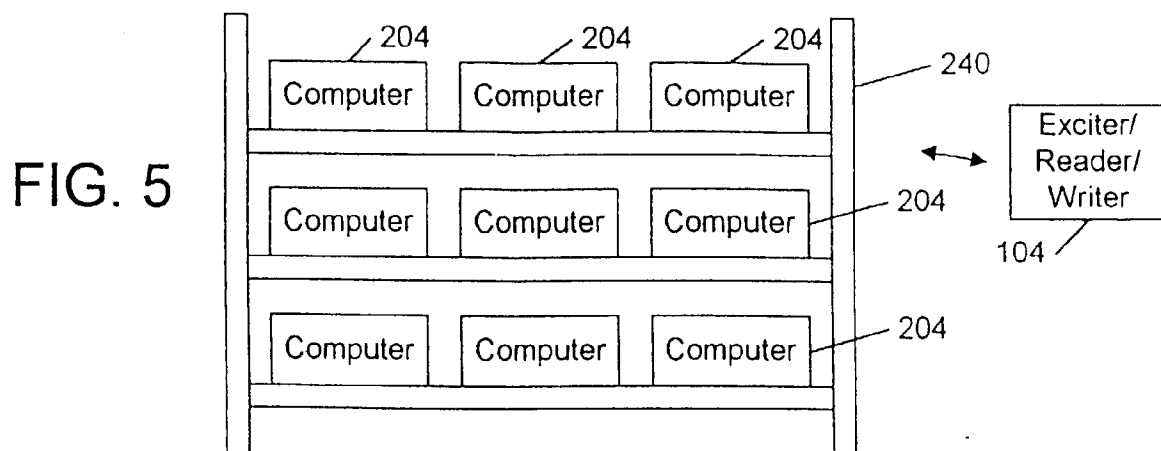 204 204 204
240
Computer Computer Computer
Exciter/
Reader/
Writer
FIG. 5
Computer Computer Computer
204
104
Computer Computer Computer
204